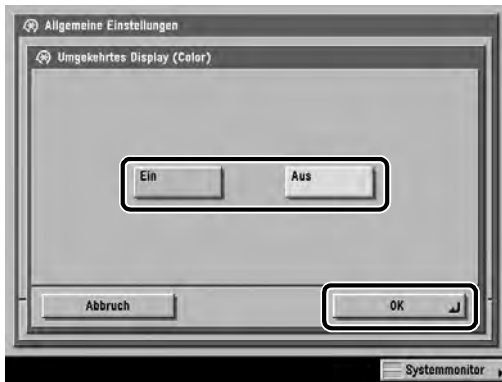 Allgemeine Einstellungen
Umgekehrtes Display (Color)
Ein Aus
Abbruch OK
Systemmonitor